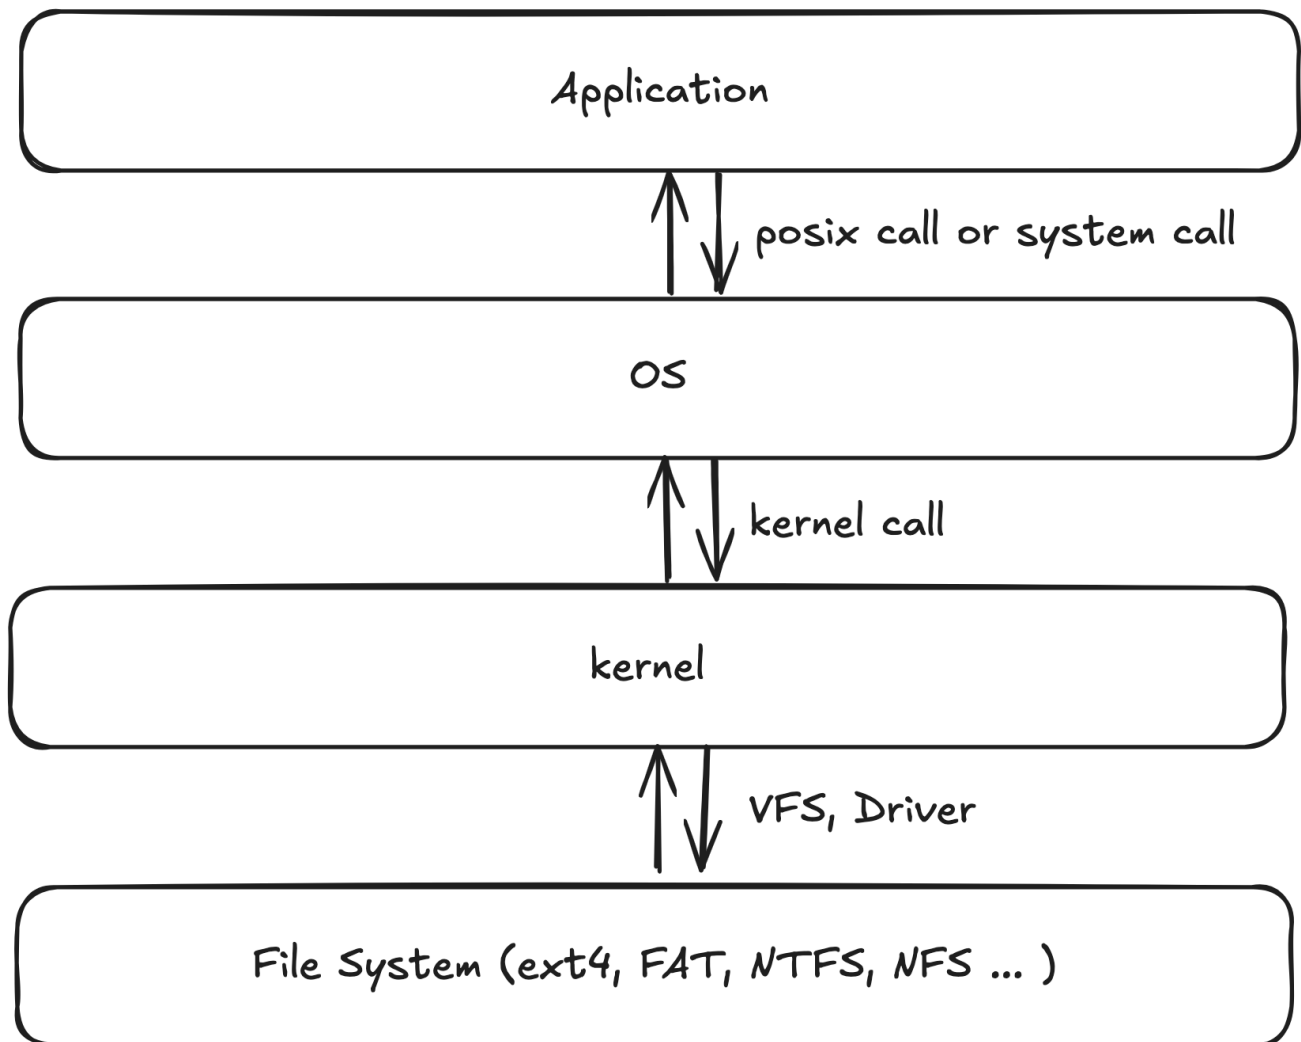 Application
posix call or system call
OS
kernel call
kernel
VFS, Driver
File System (ext4, FAT, NTFS, NFS ... )